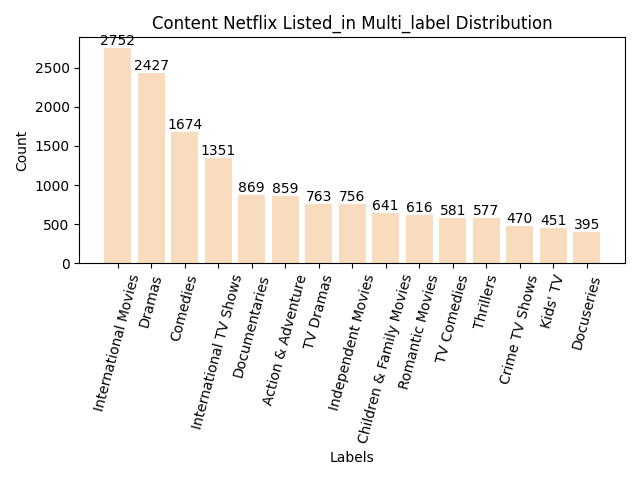 Content Netflix Listed_in Multi_label Distribution
Count
2500
2000
1500
1000
500
0
2752
2427
1674
1351
869
859
763
756
641
616
581
577
470
451
395
International Movies
Dramas
Comedies
International TV Shows
Documentaries
Action & Adventure
TV Dramas
Independent Movies
Children & Family Movies
Romantic Movies
TV Comedies
Thrillers
Crime TV Shows
Kids' TV
Docuseries
Labels